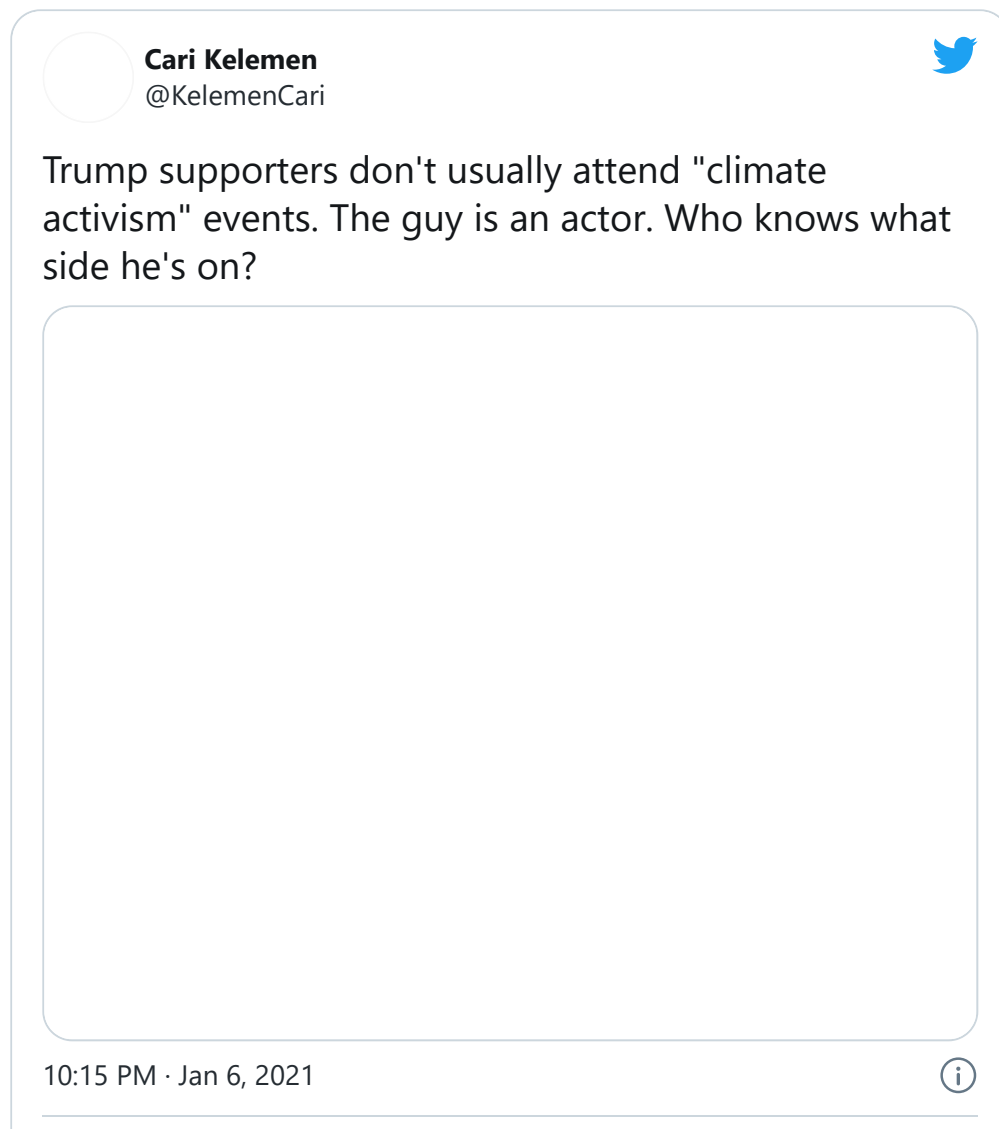 Cari Kelemen
@KelemenCari
Trump supporters don't usually attend "climate
activism" events. The guy is an actor. Who knows what
side he's on?
10:15 PM · Jan 6, 2021